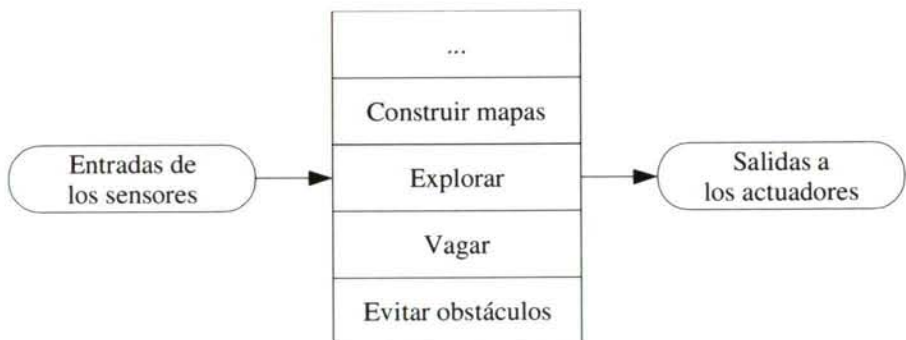 ...
Construir mapas
Entradas de
los sensores
Explorar
Salidas a
los actuadores
Vagar
Evitar obstáculos